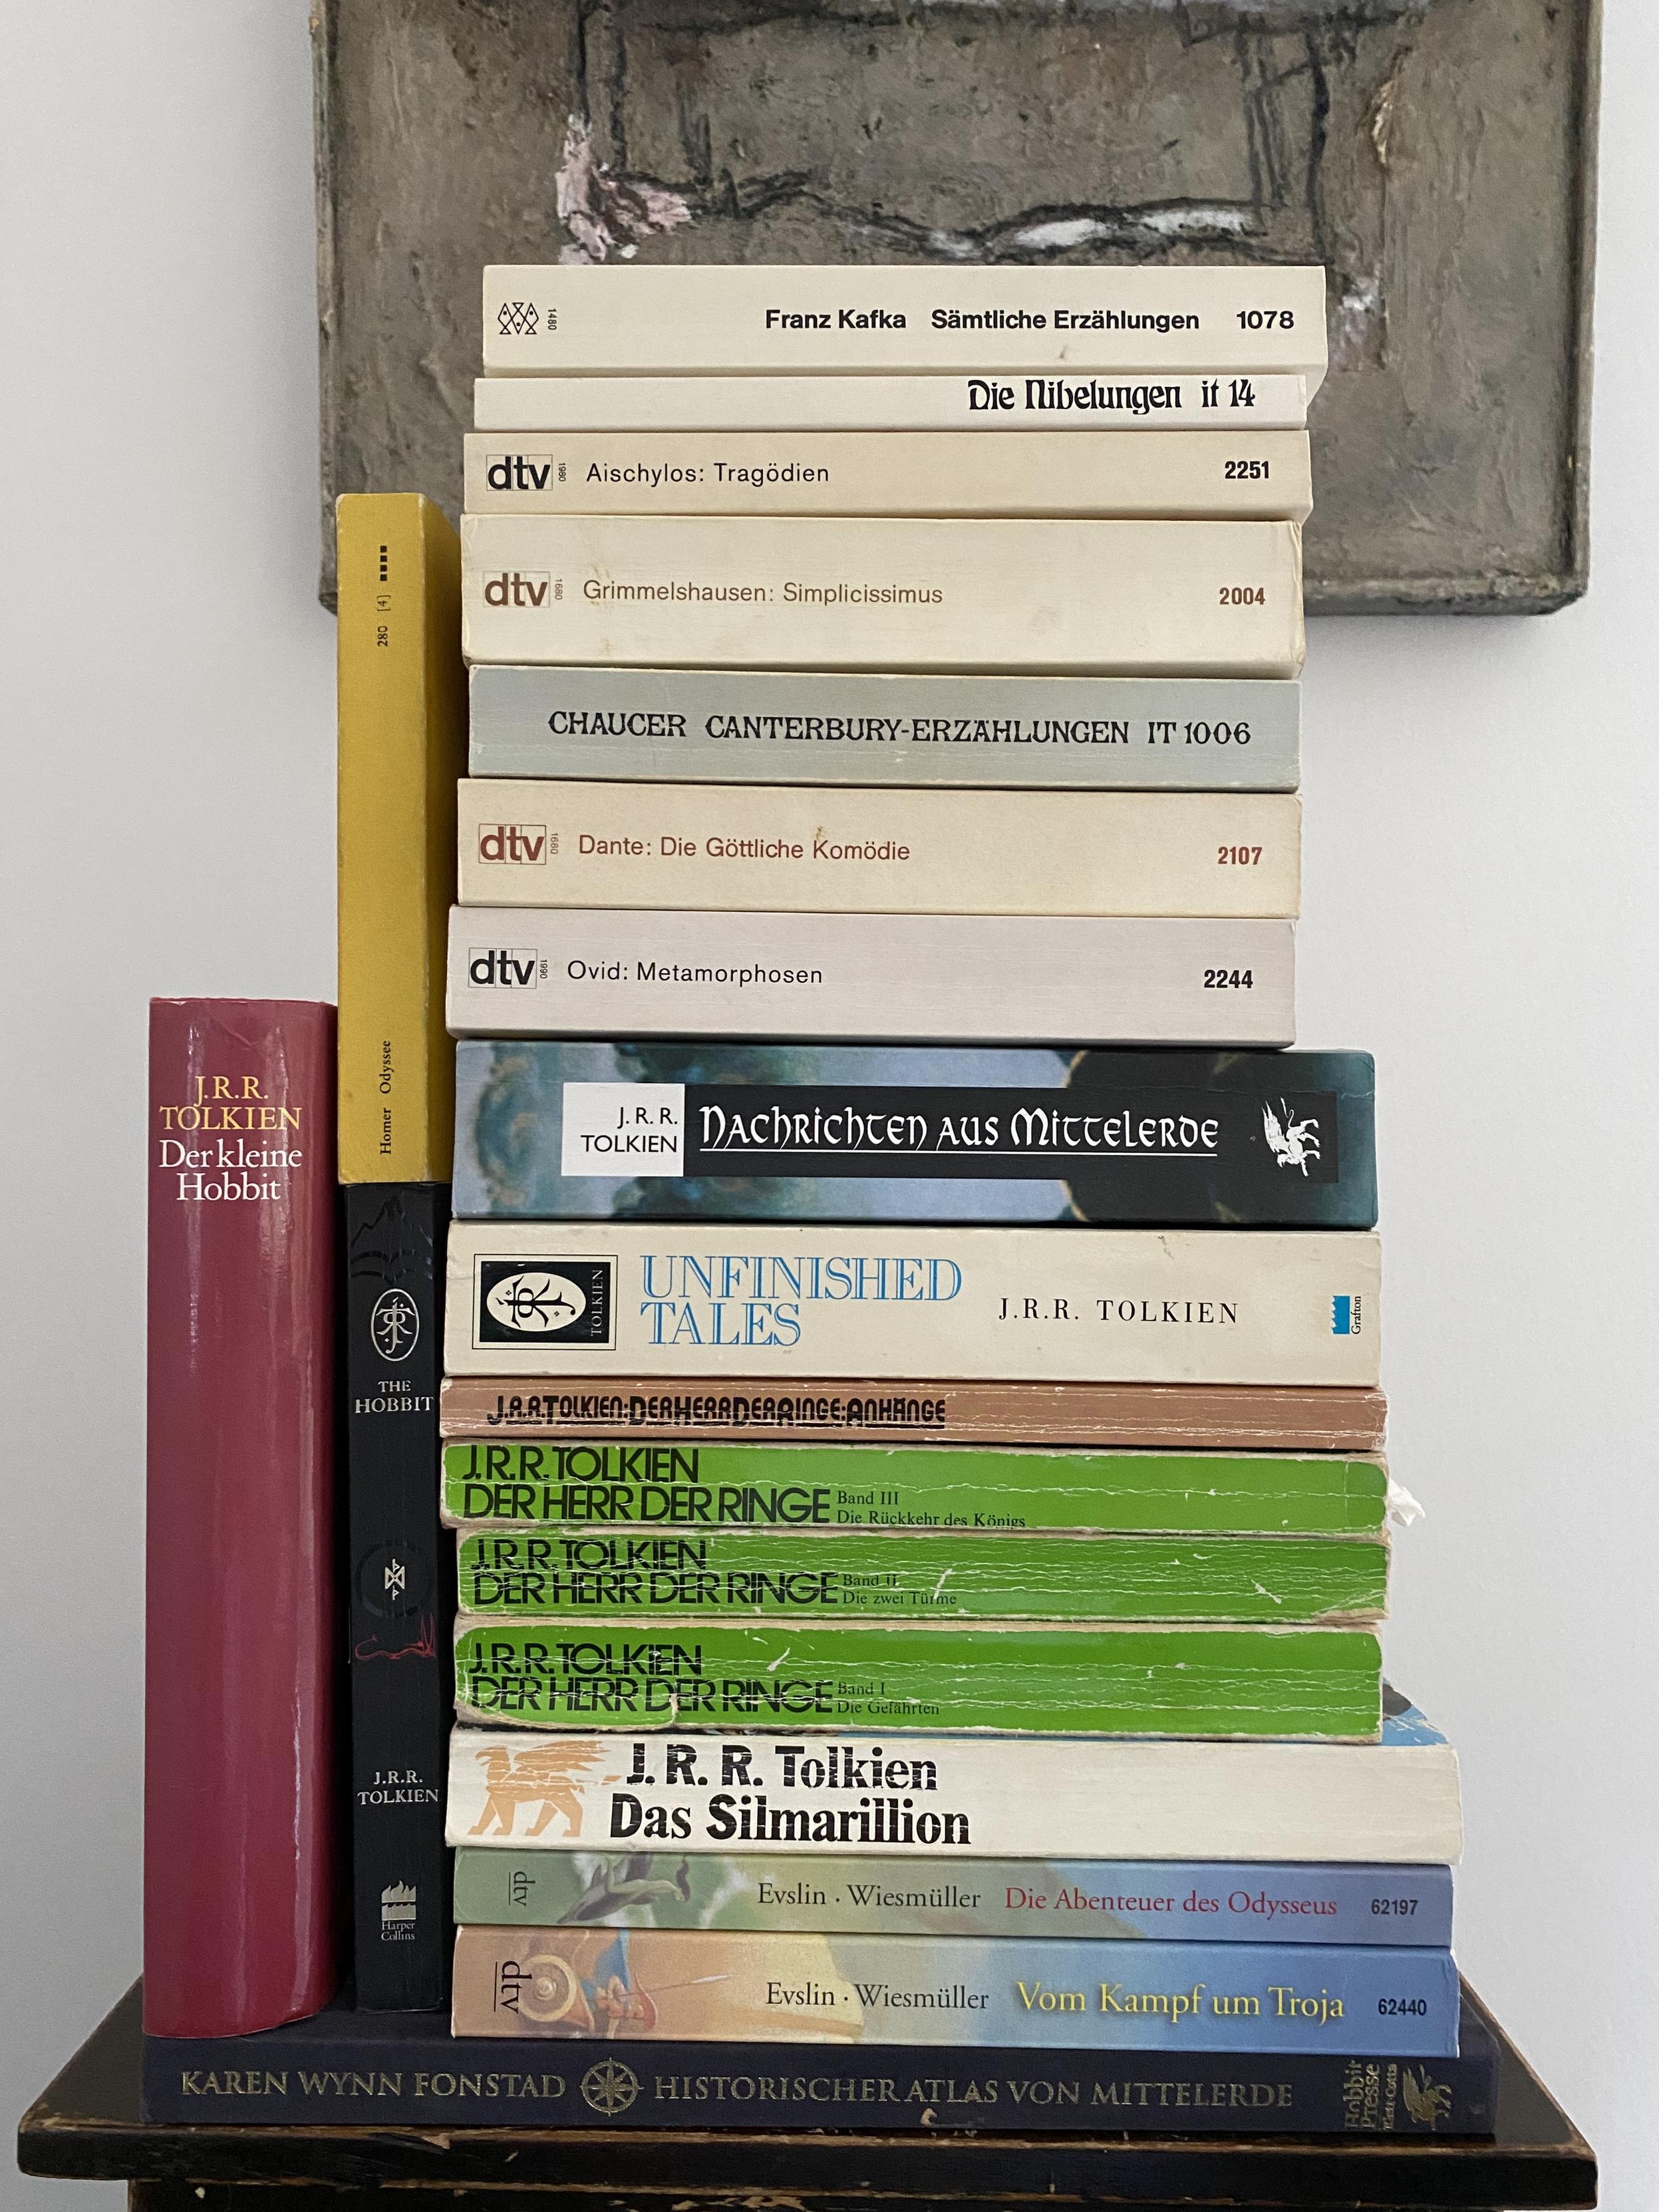 1480 Franz Kafka Sämtliche Erzählungen 1078
Die Nibelungen it 14
dtv 1980 Aischylos: Tragödien 2251
dtv 1680 Grimmelshausen: Simplicissimus 2004
CHAUCER CANTERBURY-ERZÄHLUNGEN IT 1006
dtv 1680 Dante: Die Göttliche Komödie 2107
dtv 1990 Ovid: Metamorphosen 2244
Homer Odyssee 280 [4]
J.R.R.
TOLKIEN
Der kleine
Hobbit
THE
HOBBIT
J.R.R.
TOLKIEN
Harper
Collins
J. R. R.
TOLKIEN
Nachrichten aus Mittelerde
TOLKIEN
UNFINISHED
TALES
J.R.R. TOLKIEN
Grafton
J.R.R.TOLKIEN:DER HERR DER RINGE:ANHÄNGE
J.R.R. TOLKIEN
DER HERR DER RINGE Band III
Die Rückkehr des Königs
J.R.R. TOLKIEN
DER HERR DER RINGE Band II
Die zwei Türme
J.R.R. TOLKIEN
DER HERR DER RINGE Band I
Die Gefährten
J. R. R. Tolkien
Das Silmarillion
dtv Evslin · Wiesmüller Die Abenteuer des Odysseus 62197
dtv Evslin · Wiesmüller Vom Kampf um Troja 62440
KAREN WYNN FONSTAD HISTORISCHER ATLAS VON MITTELERDE
Hobbit
Presse
Klett-Cotta